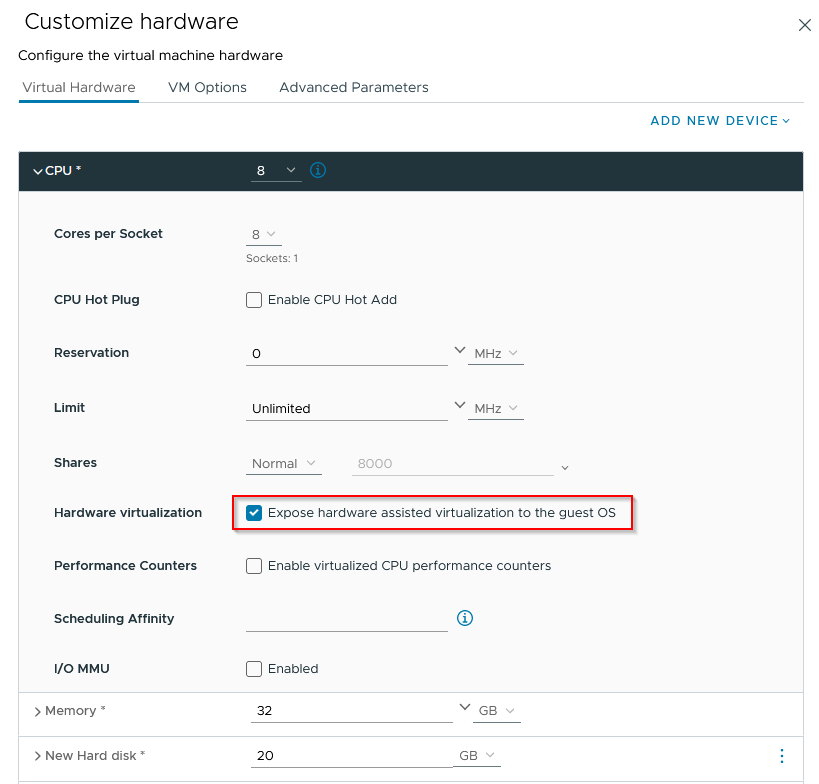 Customize hardware
Configure the virtual machine hardware
Virtual Hardware VM Options Advanced Parameters
ADD NEW DEVICE
CPU * 8
Cores per Socket 8
Sockets: 1
CPU Hot Plug Enable CPU Hot Add
Reservation 0 MHz
Limit Unlimited MHz
Shares Normal 8000
Hardware virtualization Expose hardware assisted virtualization to the guest OS
Performance Counters Enable virtualized CPU performance counters
Scheduling Affinity
I/O MMU Enabled
Memory * 32 GB
New Hard disk * 20 GB